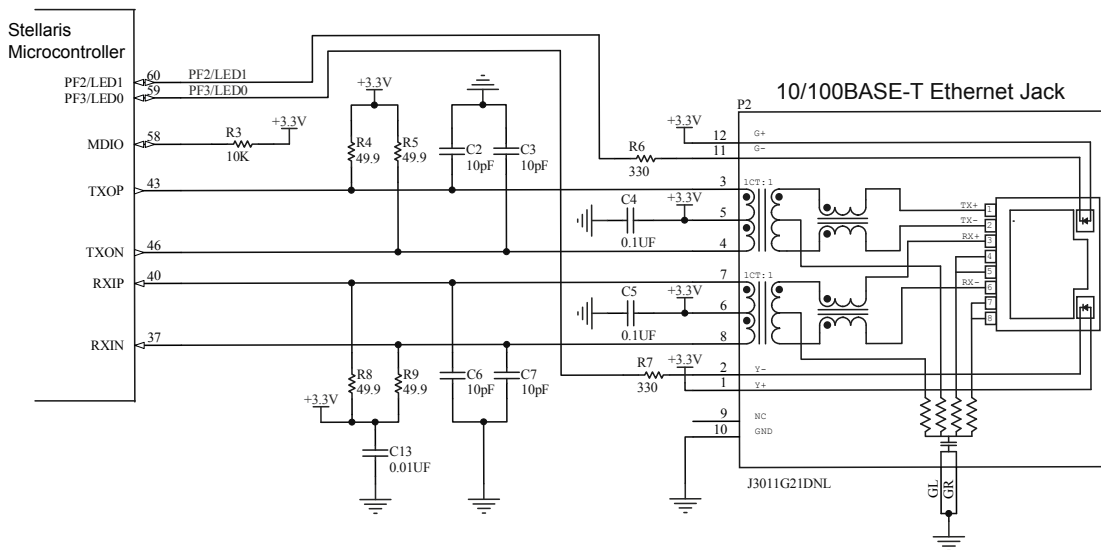 Stellaris
Microcontroller
PF2/LED1
60
PF2/LED1
PF3/LED0
59
PF3/LED0
MDIO
58
R3
10K
+3.3V
TXOP
43
TXON
46
RXIP
40
RXIN
37
+3.3V
R4
49.9
R5
49.9
C2
10pF
C3
10pF
R8
49.9
R9
49.9
+3.3V
C13
0.01UF
C6
10pF
C7
10pF
C4
0.1UF
+3.3V
C5
0.1UF
+3.3V
R6
330
R7
330
+3.3V
+3.3V
10/100BASE-T Ethernet Jack
P2
12
G+
11
G-
3
1CT:1
5
4
7
1CT:1
6
8
2
Y-
1
Y+
9
NC
10
GND
TX+
1
TX-
2
RX+
3
4
5
RX-
6
7
8
GL
GR
J3011G21DNL